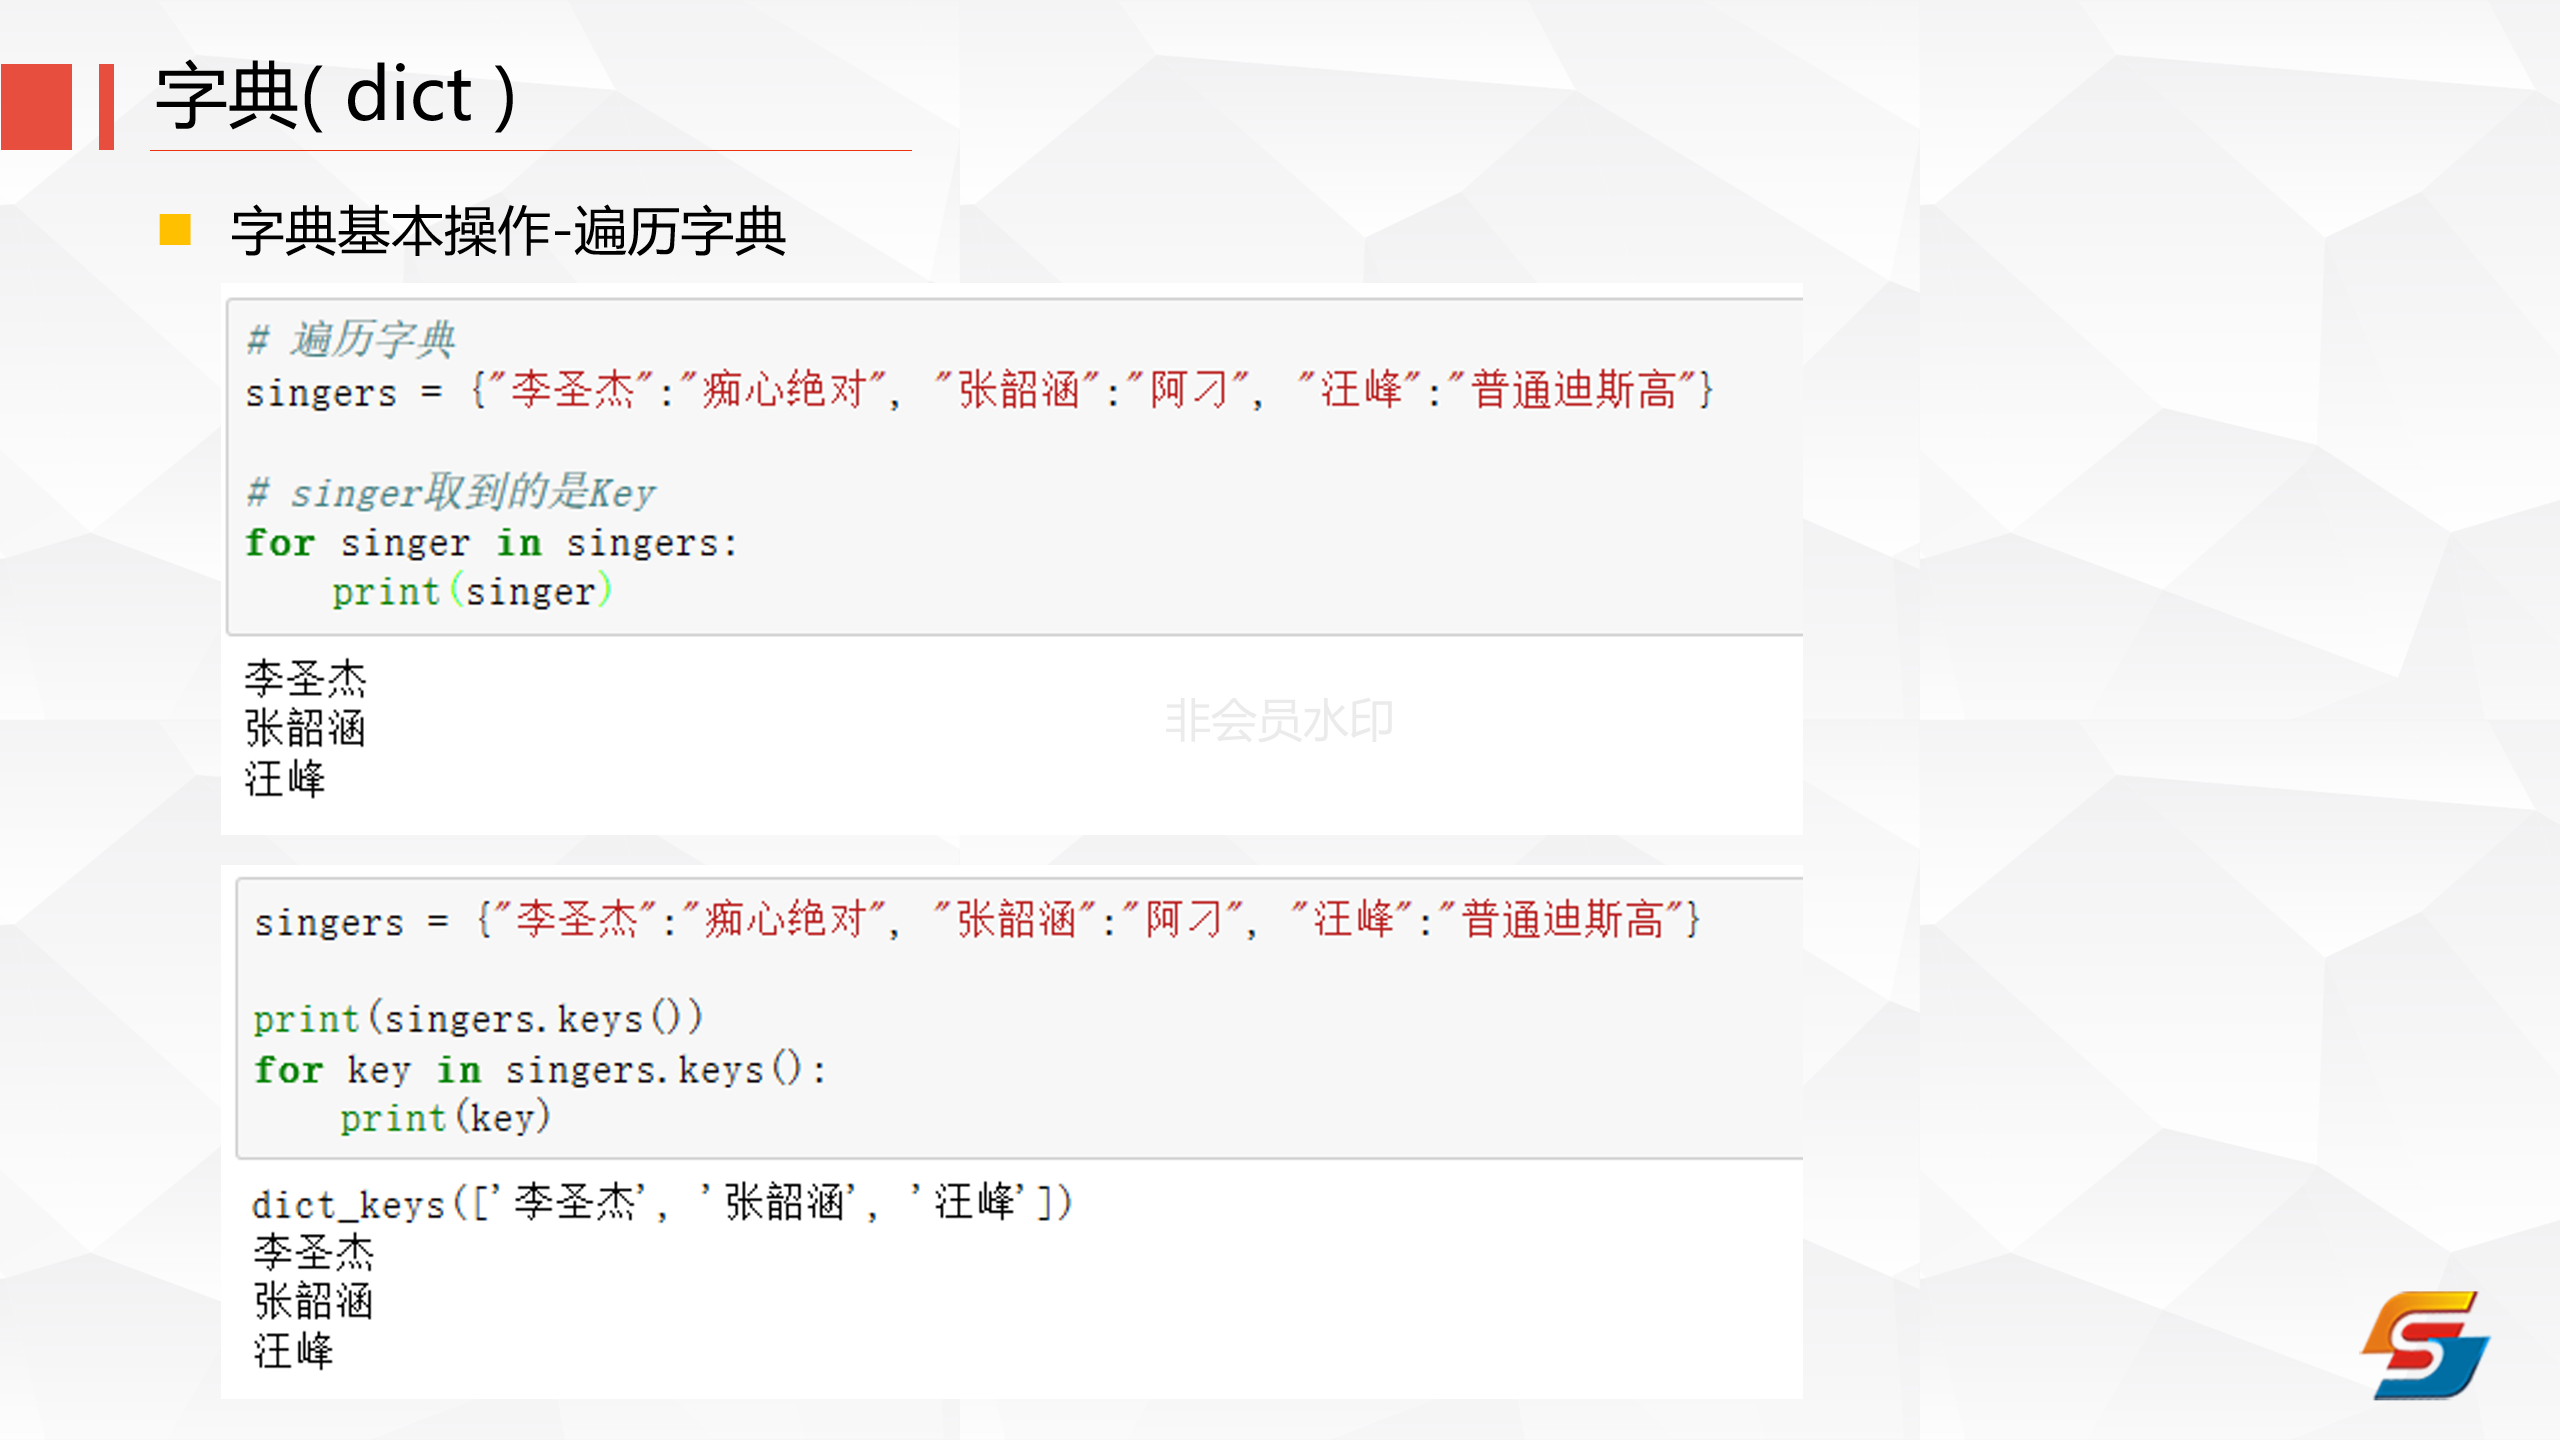 字典( dict )
字典基本操作-遍历字典
# 遍历字典
singers = {"李圣杰":"痴心绝对", "张韶涵":"阿刁", "汪峰":"普通迪斯高"}
# singer取到的是Key
for singer in singers:
    print(singer)
李圣杰
张韶涵
汪峰
非会员水印
singers = {"李圣杰":"痴心绝对", "张韶涵":"阿刁", "汪峰":"普通迪斯高"}
print(singers.keys())
for key in singers.keys():
    print(key)
dict_keys(['李圣杰', '张韶涵', '汪峰'])
李圣杰
张韶涵
汪峰